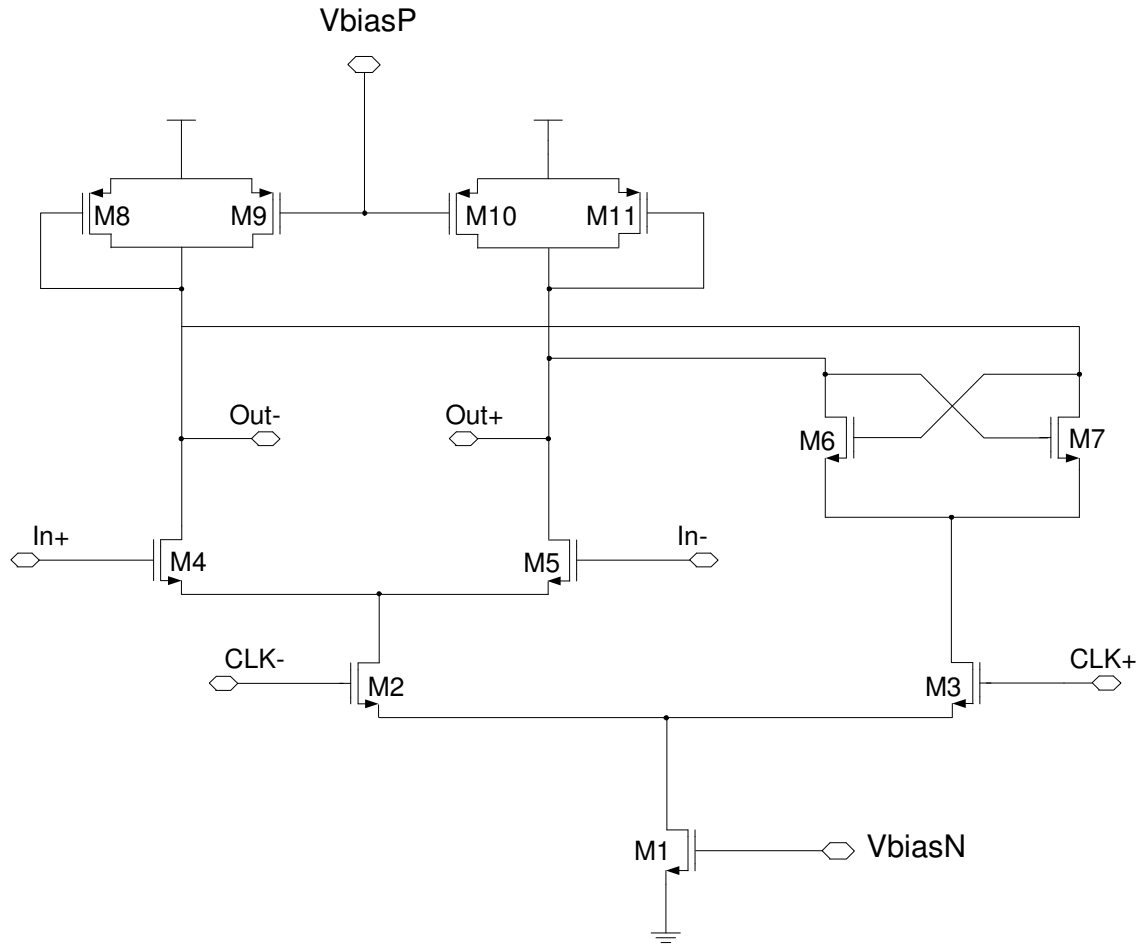 VbiasP
M8
M9
M10
M11
Out-
Out+
M6
M7
In+
M4
M5
In-
CLK-
M2
M3
CLK+
M1
VbiasN